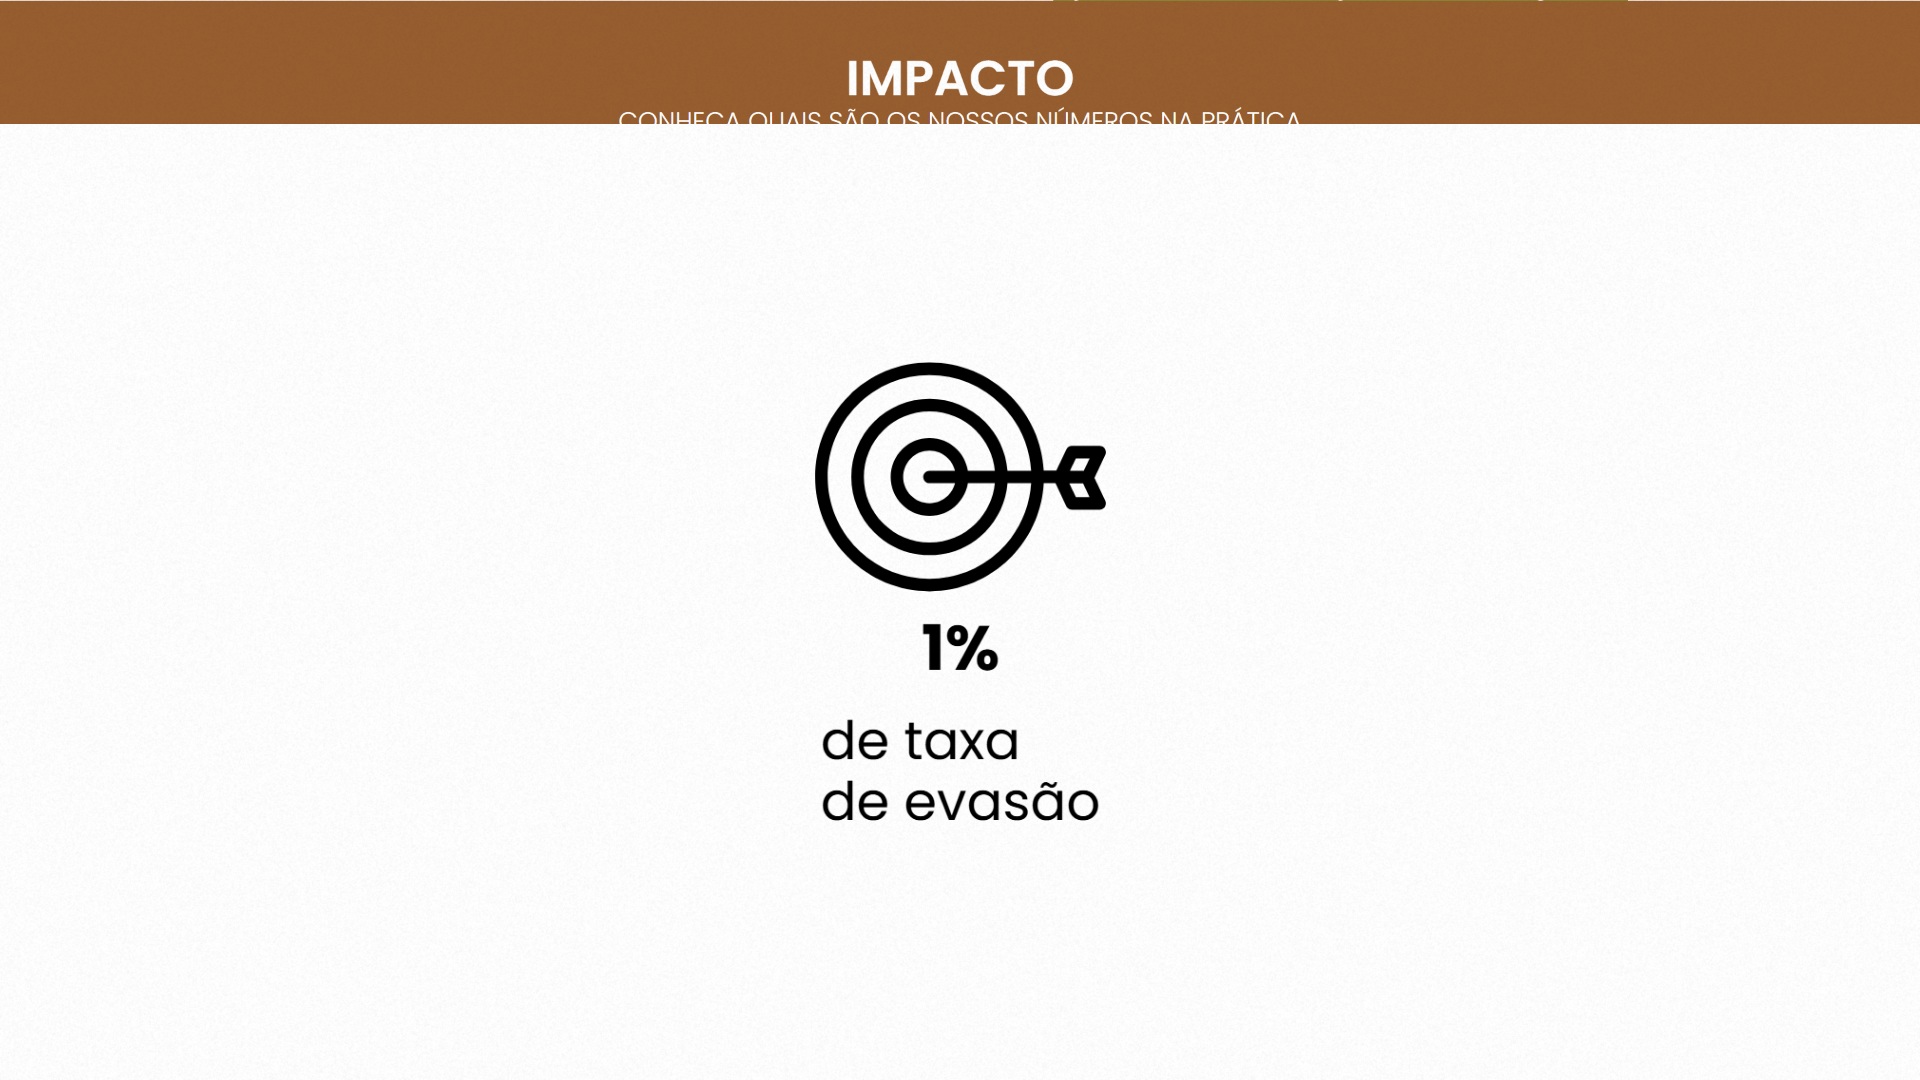 IMPACTO
CONHEÇA QUAIS SÃO OS NOSSOS NÚMEROS NA PRÁTICA
1%
de taxa
de evasão